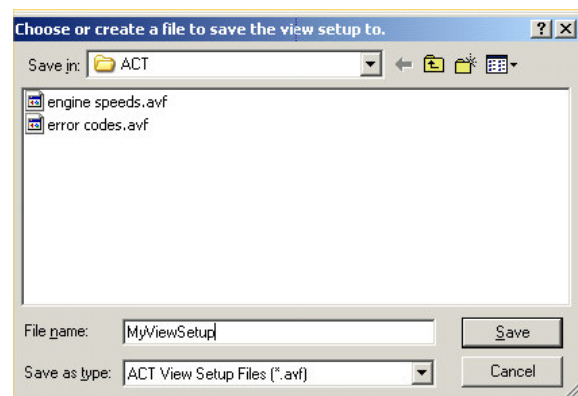 Choose or create a file to save the view setup to.
Save in: ACT
engine speeds.avf
error codes.avf
File name: MyViewSetup Save
Save as type: ACT View Setup Files (*.avf) Cancel